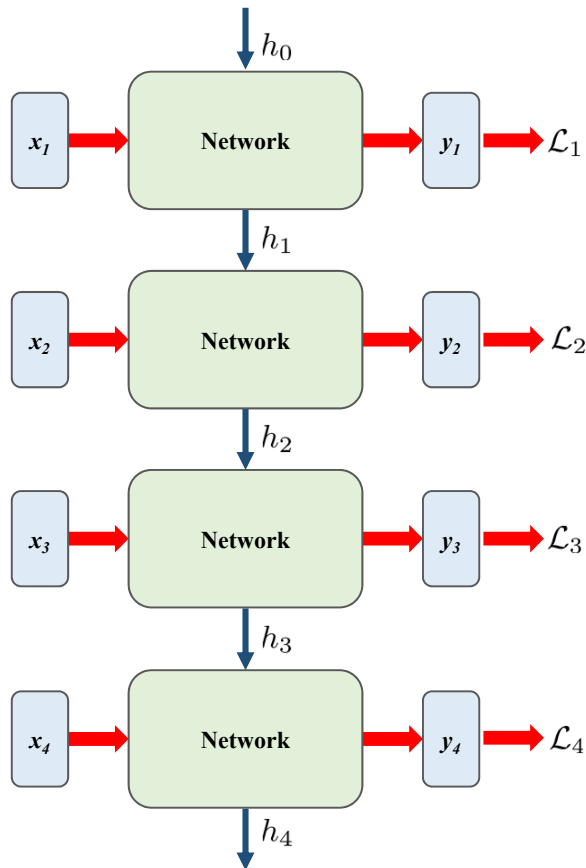 h₀
x₁ Network y₁ ℒ₁
h₁
x₂ Network y₂ ℒ₂
h₂
x₃ Network y₃ ℒ₃
h₃
x₄ Network y₄ ℒ₄
h₄